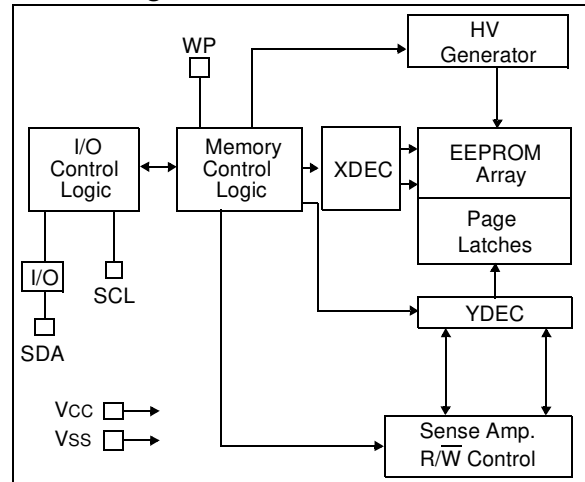 HV
Generator
WP
I/O
Control
Logic
Memory
Control
Logic
XDEC
EEPROM
Array
Page
Latches
I/O
SCL
SDA
YDEC
VCC
VSS
Sense Amp.
R/W̅ Control